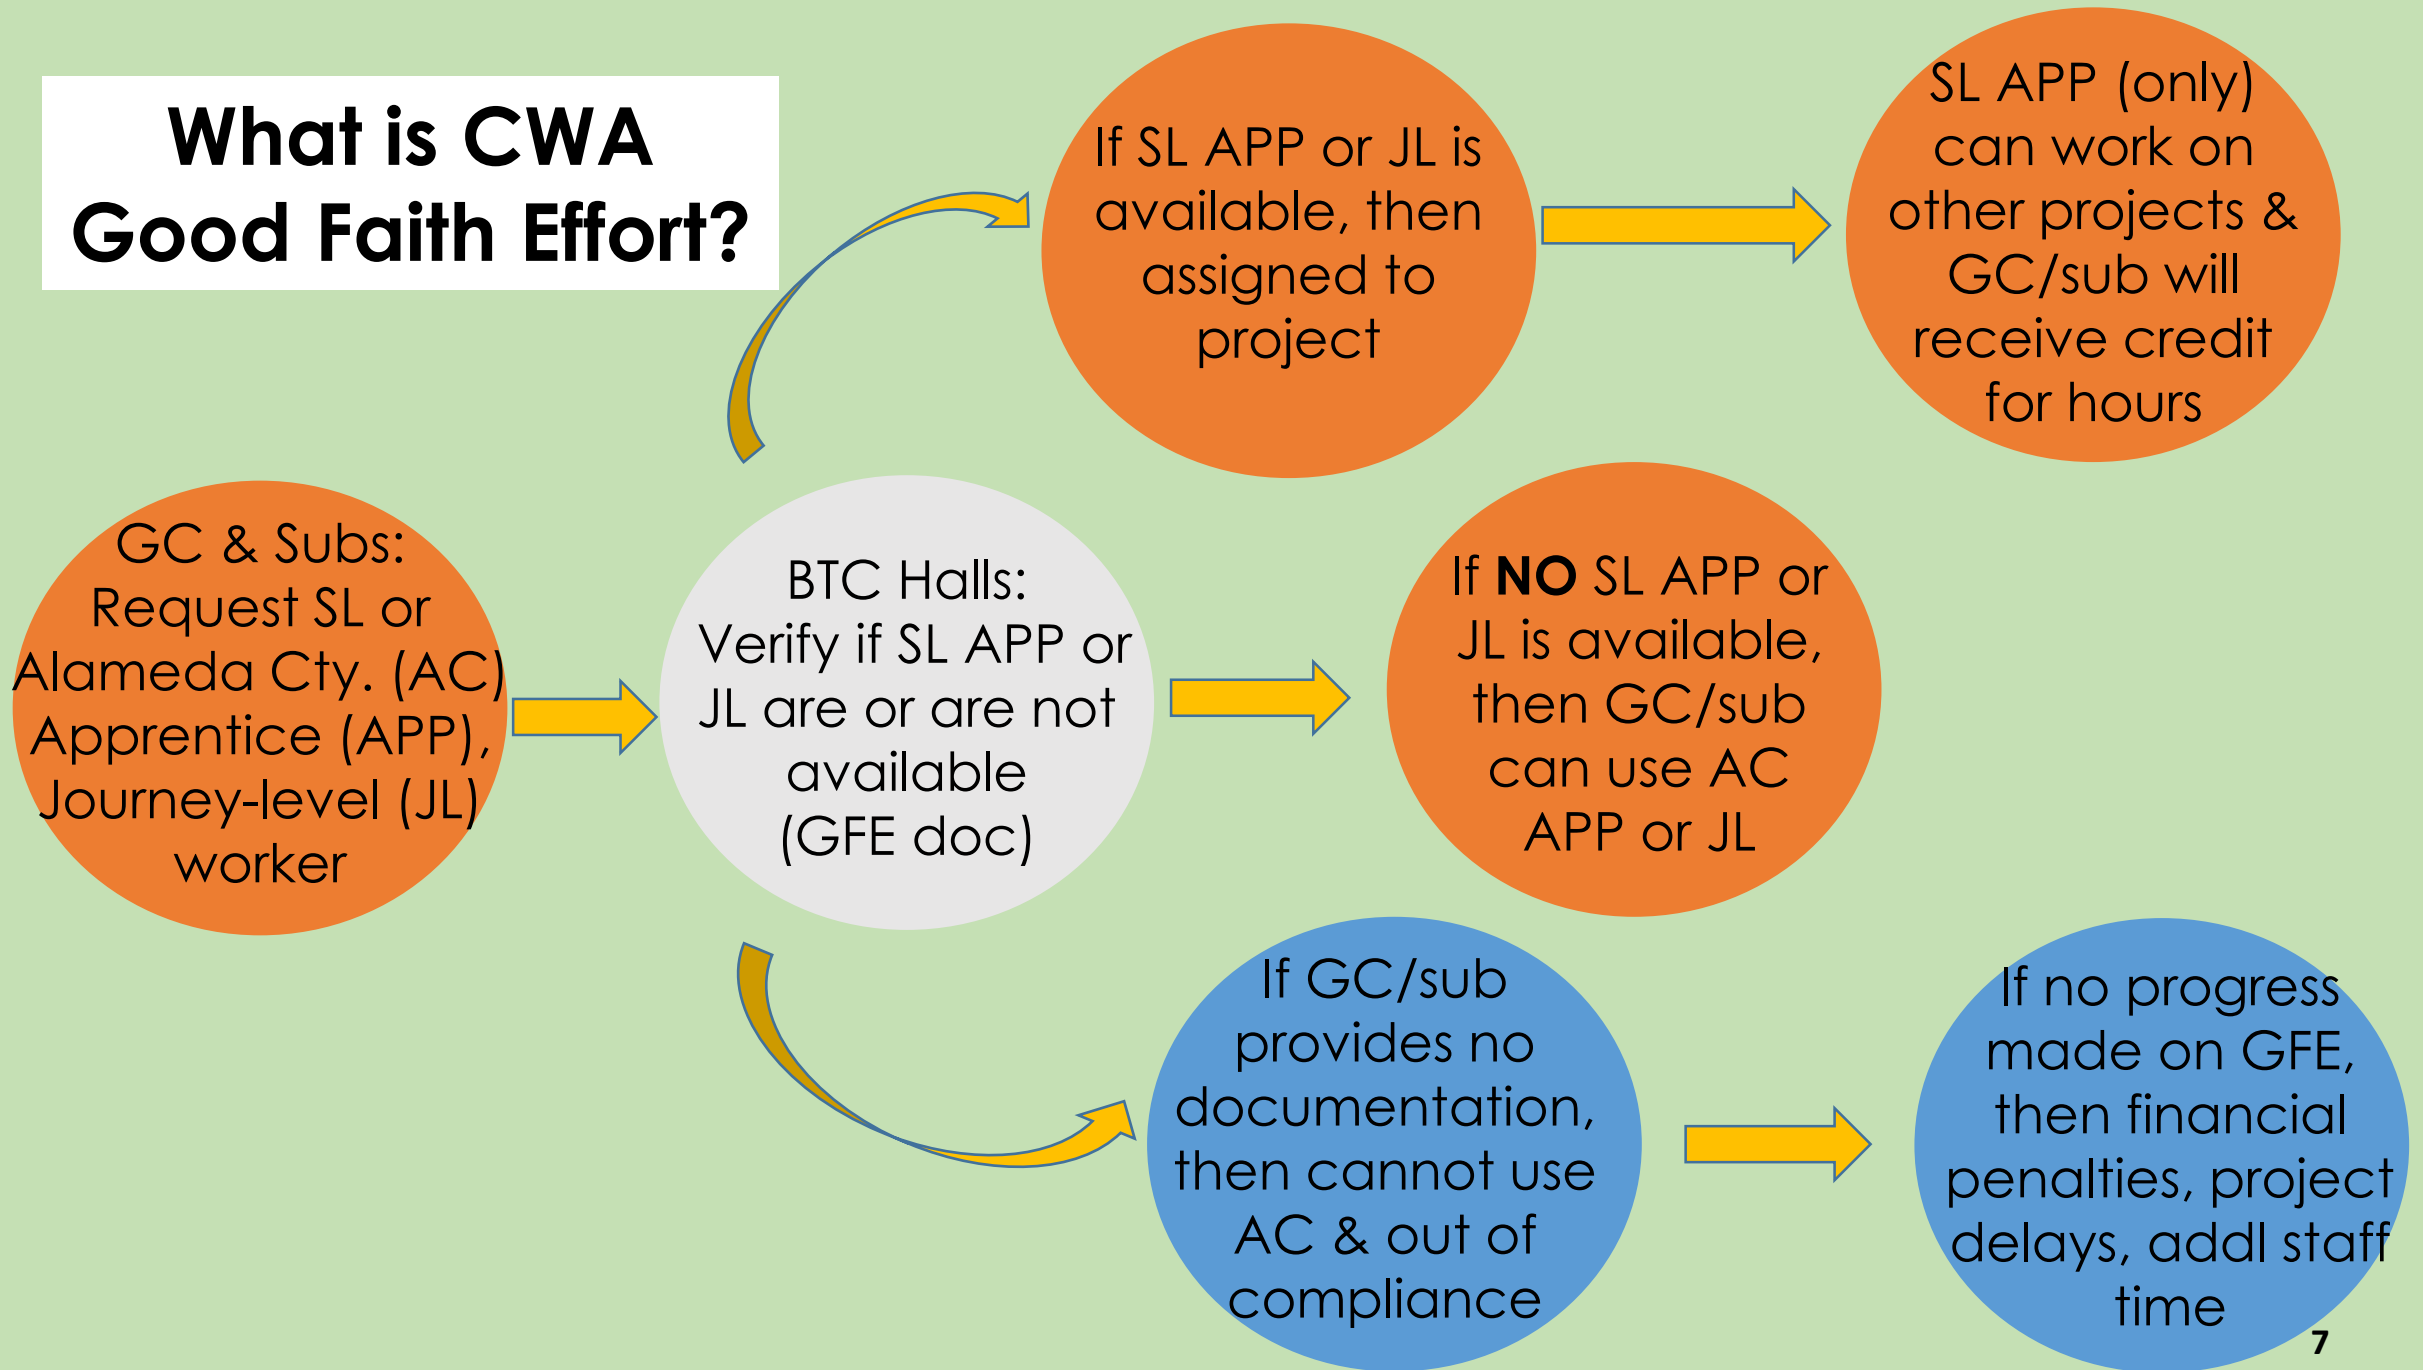 What is CWA
Good Faith Effort?
If SL APP or JL is
available, then
assigned to
project
SL APP (only)
can work on
other projects &
GC/sub will
receive credit
for hours
GC & Subs:
Request SL or
Alameda Cty. (AC)
Apprentice (APP),
Journey-level (JL)
worker
BTC Halls:
Verify if SL APP or
JL are or are not
available
(GFE doc)
If NO SL APP or
JL is available,
then GC/sub
can use AC
APP or JL
If GC/sub
provides no
documentation,
then cannot use
AC & out of
compliance
If no progress
made on GFE,
then financial
penalties, project
delays, addl staff
time
7